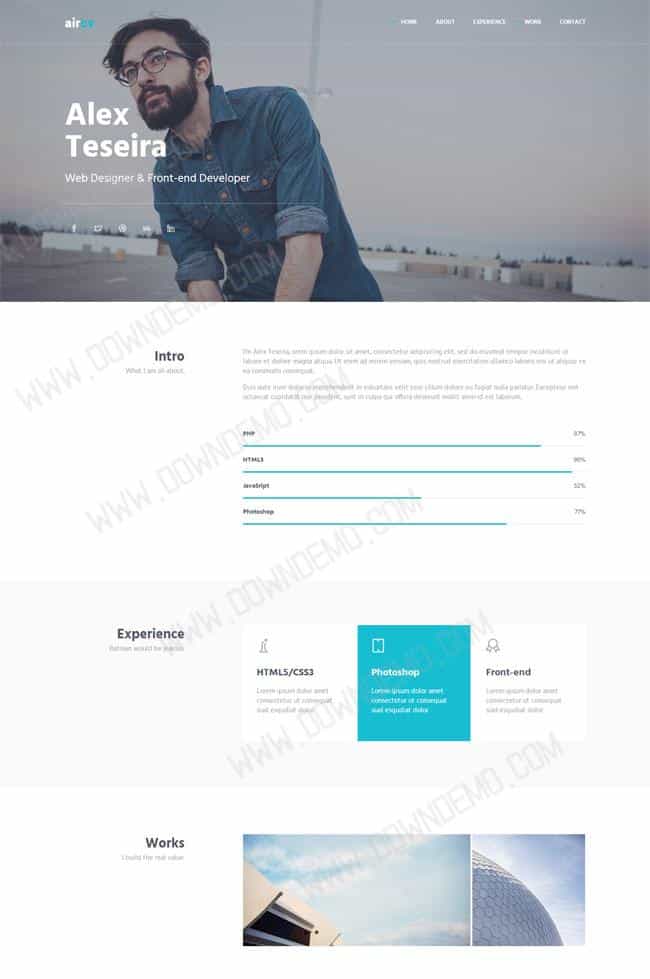 aircv
HOME ABOUT EXPERIENCE WORK CONTACT
Alex
Teseira
Web Designer & Front-end Developer
Intro
What I am all about.
I'm Alex Teseira, orem ipsum dolor sit amet, consectetur adipiscing elit, sed do eiusmod tempor incididunt ut
labore et dolore magna aliqua. Ut enim ad minim veniam, quis nostrud exercitation ullamco laboris nisi ut aliquip ex
ea commodo consequat.
Duis aute irure dolor in reprehenderit in voluptate velit esse cillum dolore eu fugiat nulla pariatur. Excepteur sint
occaecat cupidatat non proident, sunt in culpa qui officia deserunt mollit anim id est laborum.
PHP 87%
HTML5 96%
JavaScript 52%
Photoshop 77%
Experience
Batman would be jealous.
HTML5/CSS3
Lorem ipsum dolor amet
consectetur ut
siad esquidat dolor
Photoshop
Lorem ipsum dolor amet
consectetur ut consequat
siad esquidat dolor
Front-end
Lorem ipsum dolor amet
consectetur ut consequat
siad esquidat dolor
Works
I build the real value.
WWW.DOWNDEMO.COM
WWW.DOWNDEMO.COM
WWW.DOWNDEMO.COM
WWW.DOWNDEMO.COM